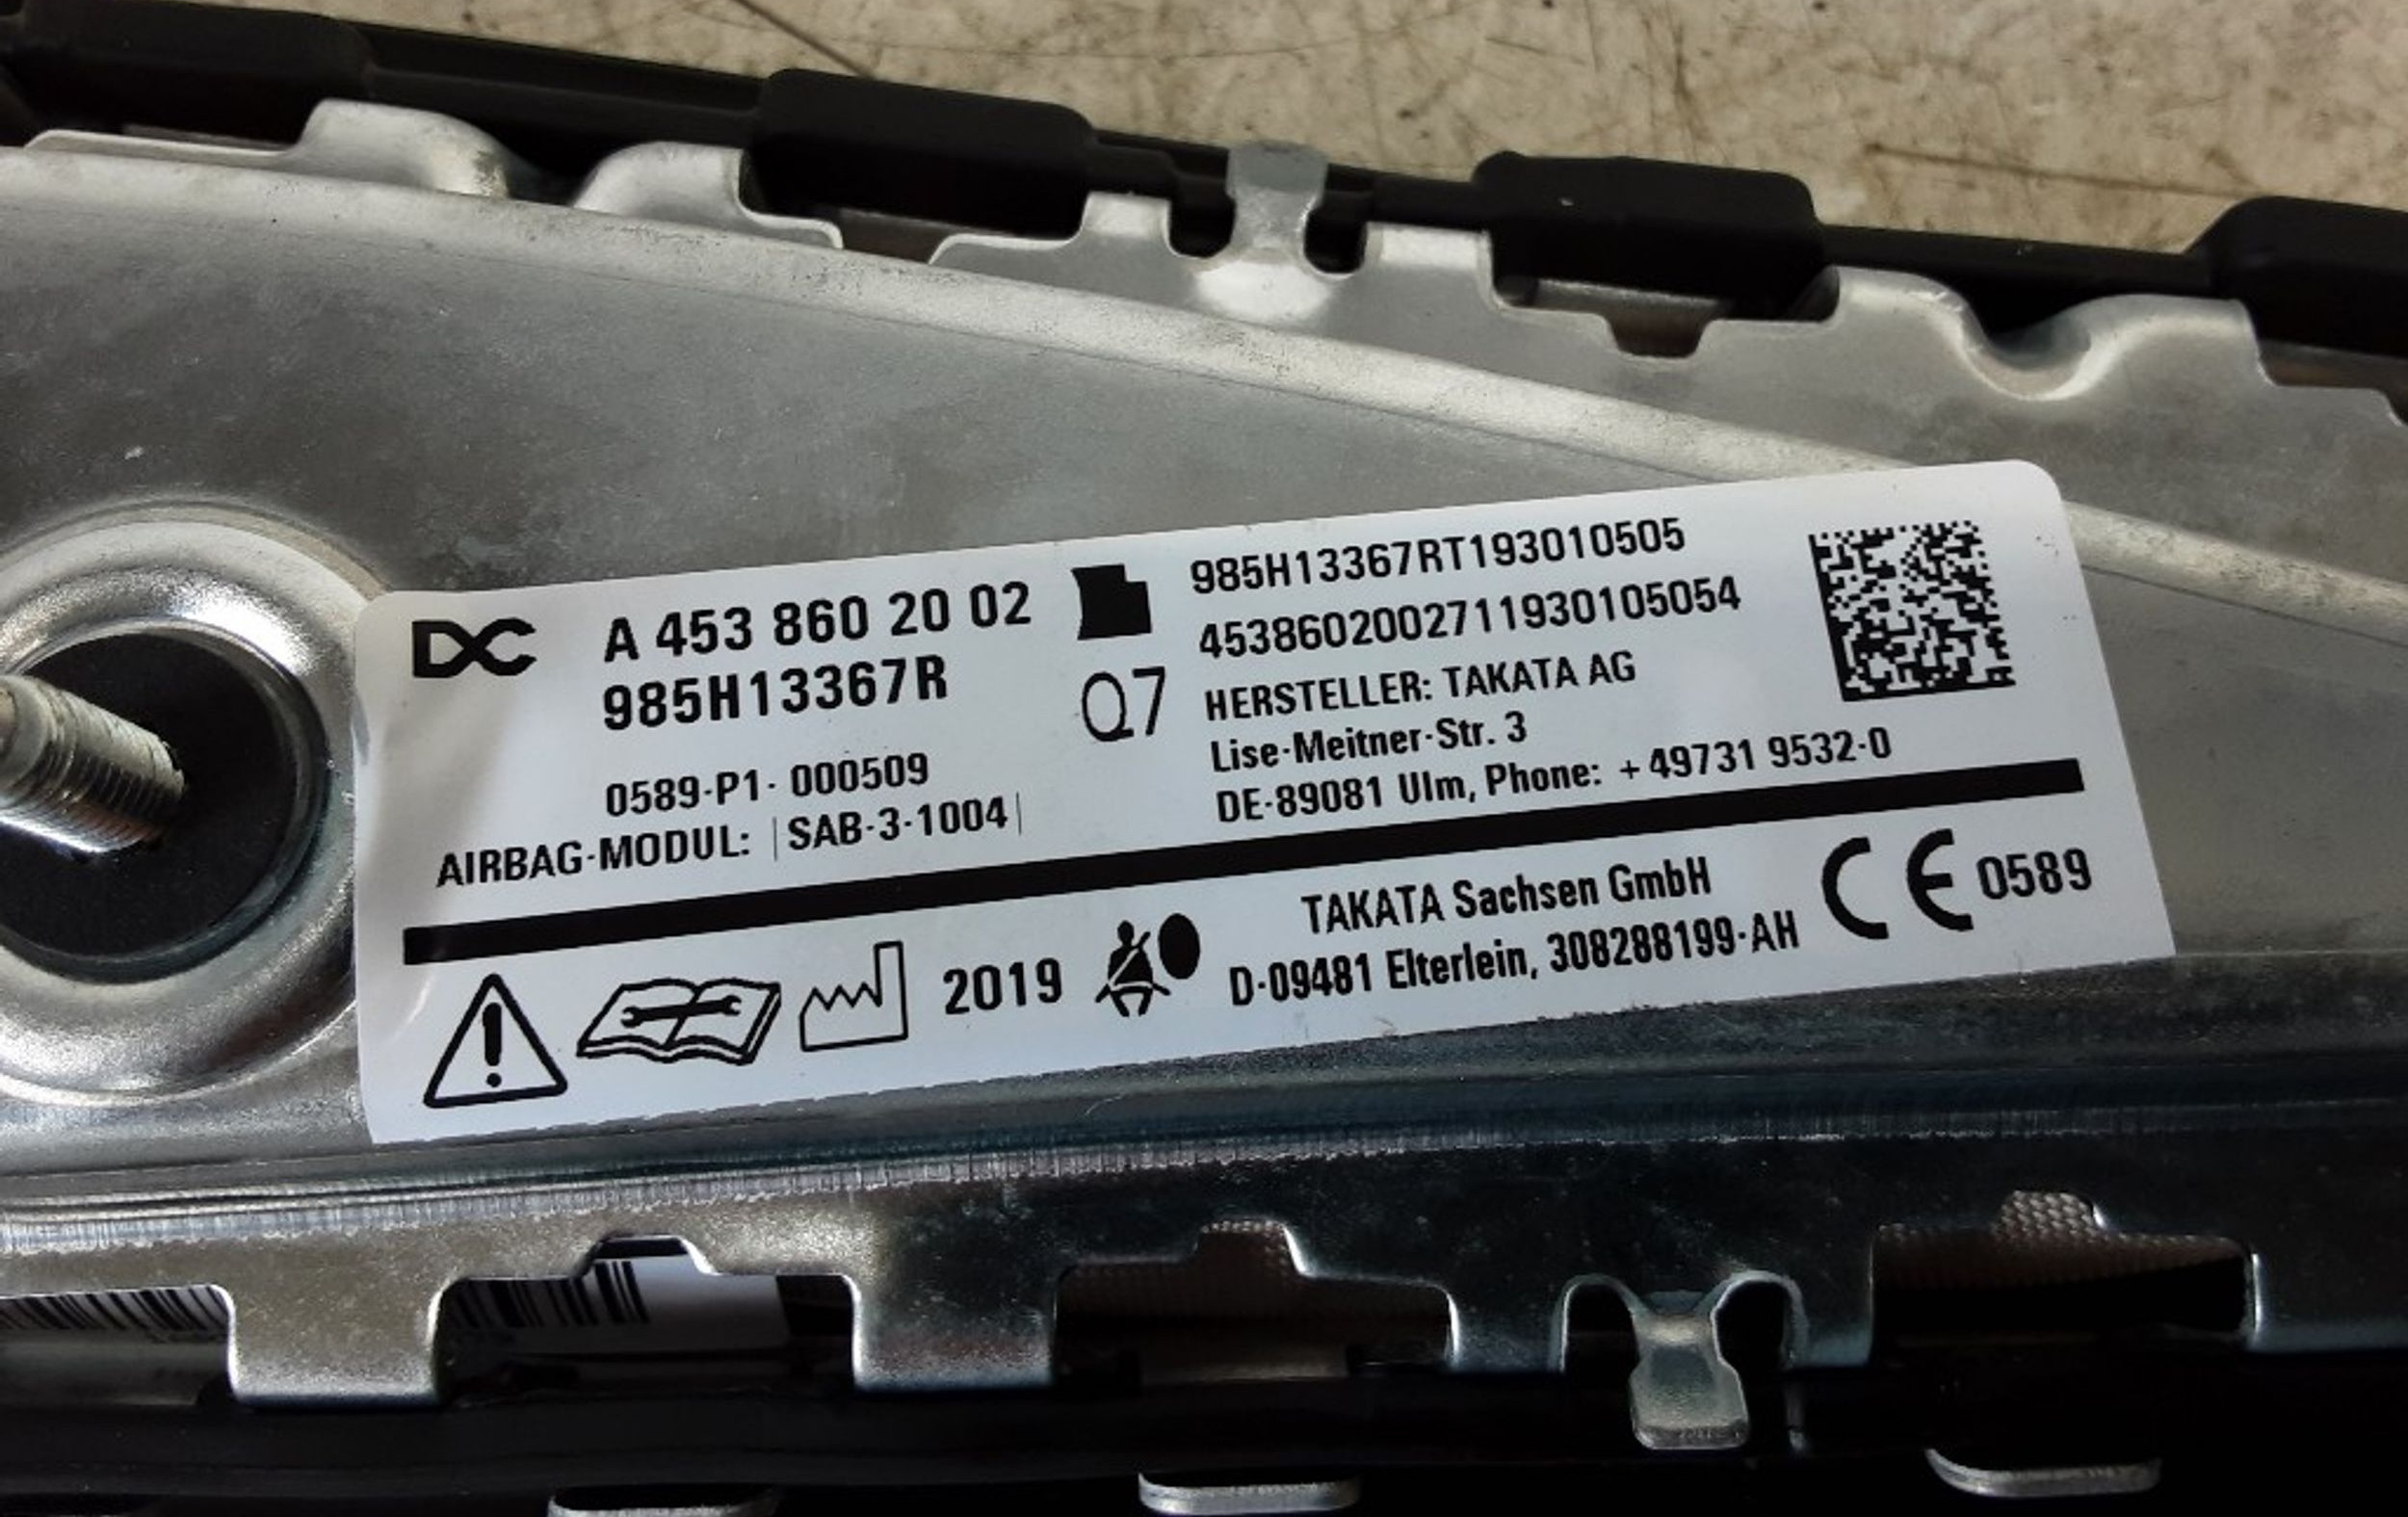 DC
A 453 860 20 02
985H13367R
0589-P1- 000509
AIRBAG-MODUL: |SAB-3-1004|
Q7
985H13367RT193010505
4538602002711930105054
HERSTELLER: TAKATA AG
Lise-Meitner-Str. 3
DE-89081 Ulm, Phone: +49731 9532-0
2019
TAKATA Sachsen GmbH
D-09481 Elterlein, 308288199-AH
CE 0589